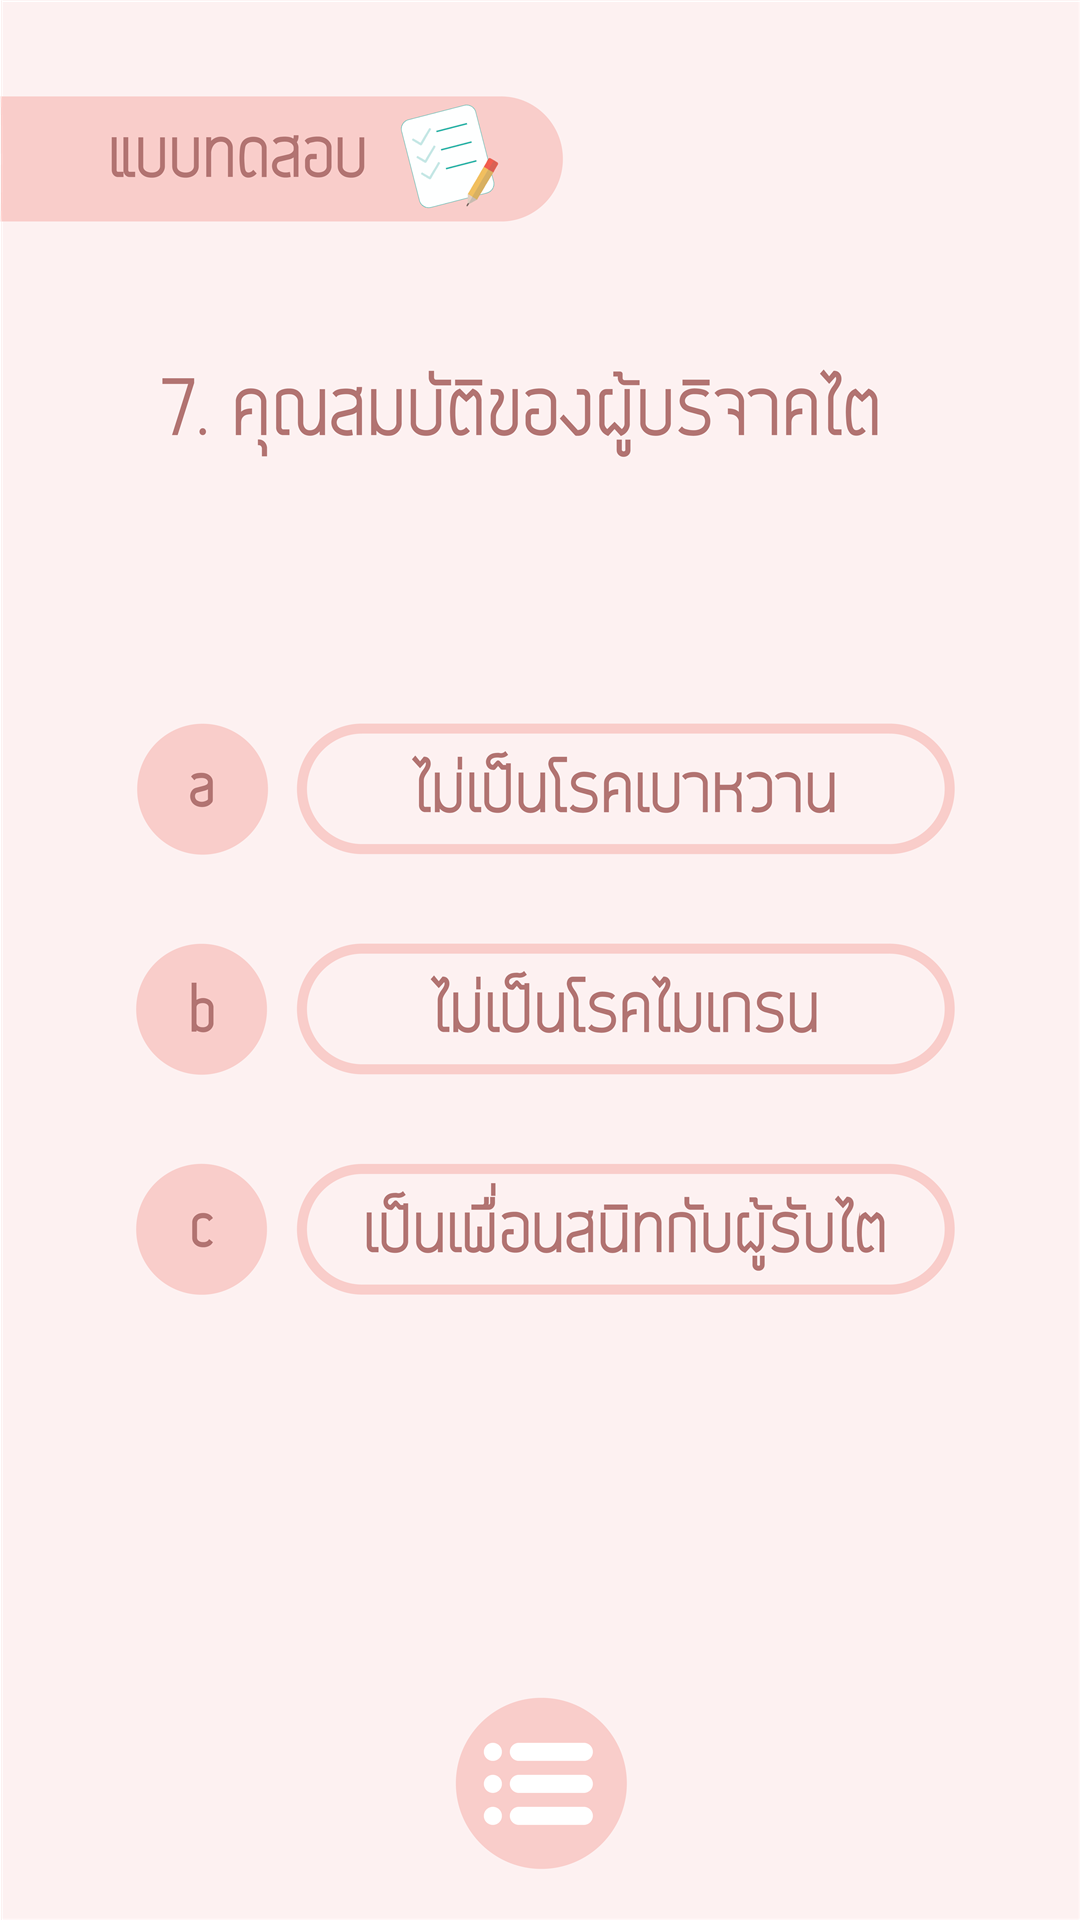 แบบทดสอบ
7. คุณสมบัติของผู้บริจาคไต
a
ไม่เป็นโรคเบาหวาน
b
ไม่เป็นโรคไมเกรน
c
เป็นเพื่อนสนิทกับผู้รับไต